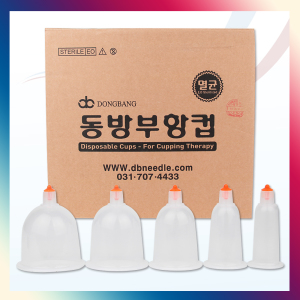 STERILE EO
멸균
DONGBANG
동방부항컵
Disposable Cups - For Cupping Therapy
www.dbneedle.com
031·707·4433